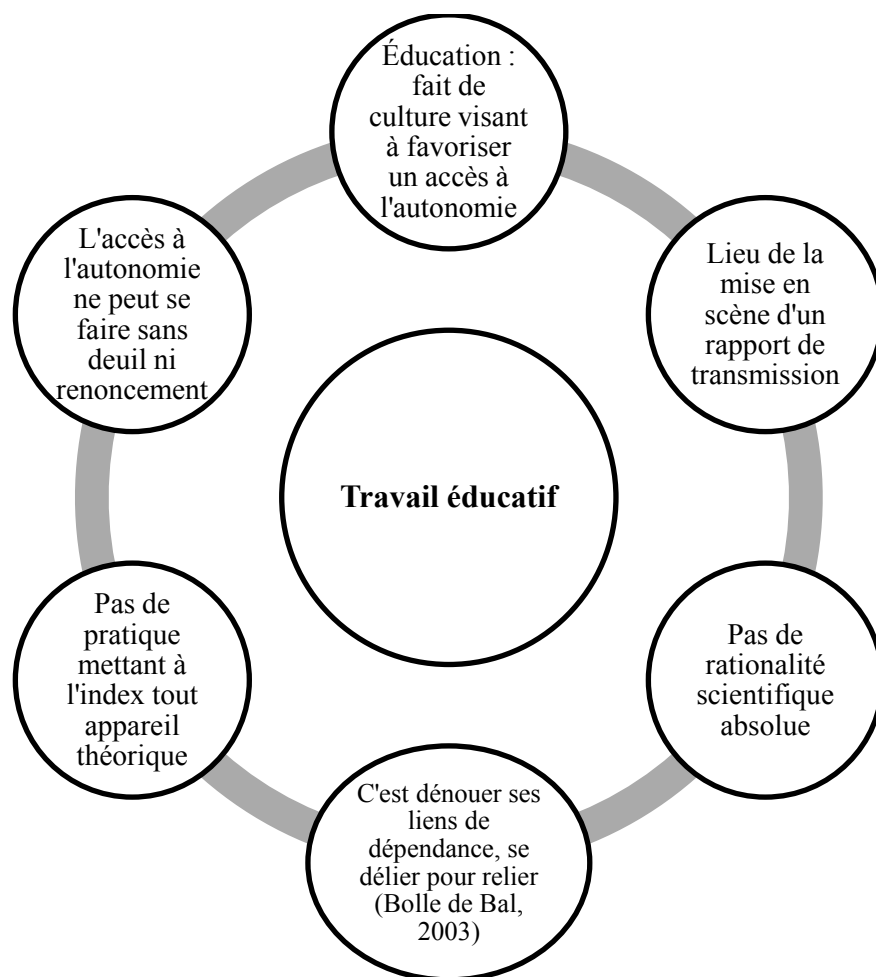 Éducation :
fait de
culture visant
à favoriser
un accès à
l'autonomie
Lieu de la
mise en
scène d'un
rapport de
transmission
Pas de
rationalité
scientifique
absolue
C'est dénouer ses
liens de
dépendance, se
délier pour relier
(Bolle de Bal,
2003)
Pas de
pratique
mettant à
l'index tout
appareil
théorique
L'accès à
l'autonomie
ne peut se
faire sans
deuil ni
renoncement
Travail éducatif